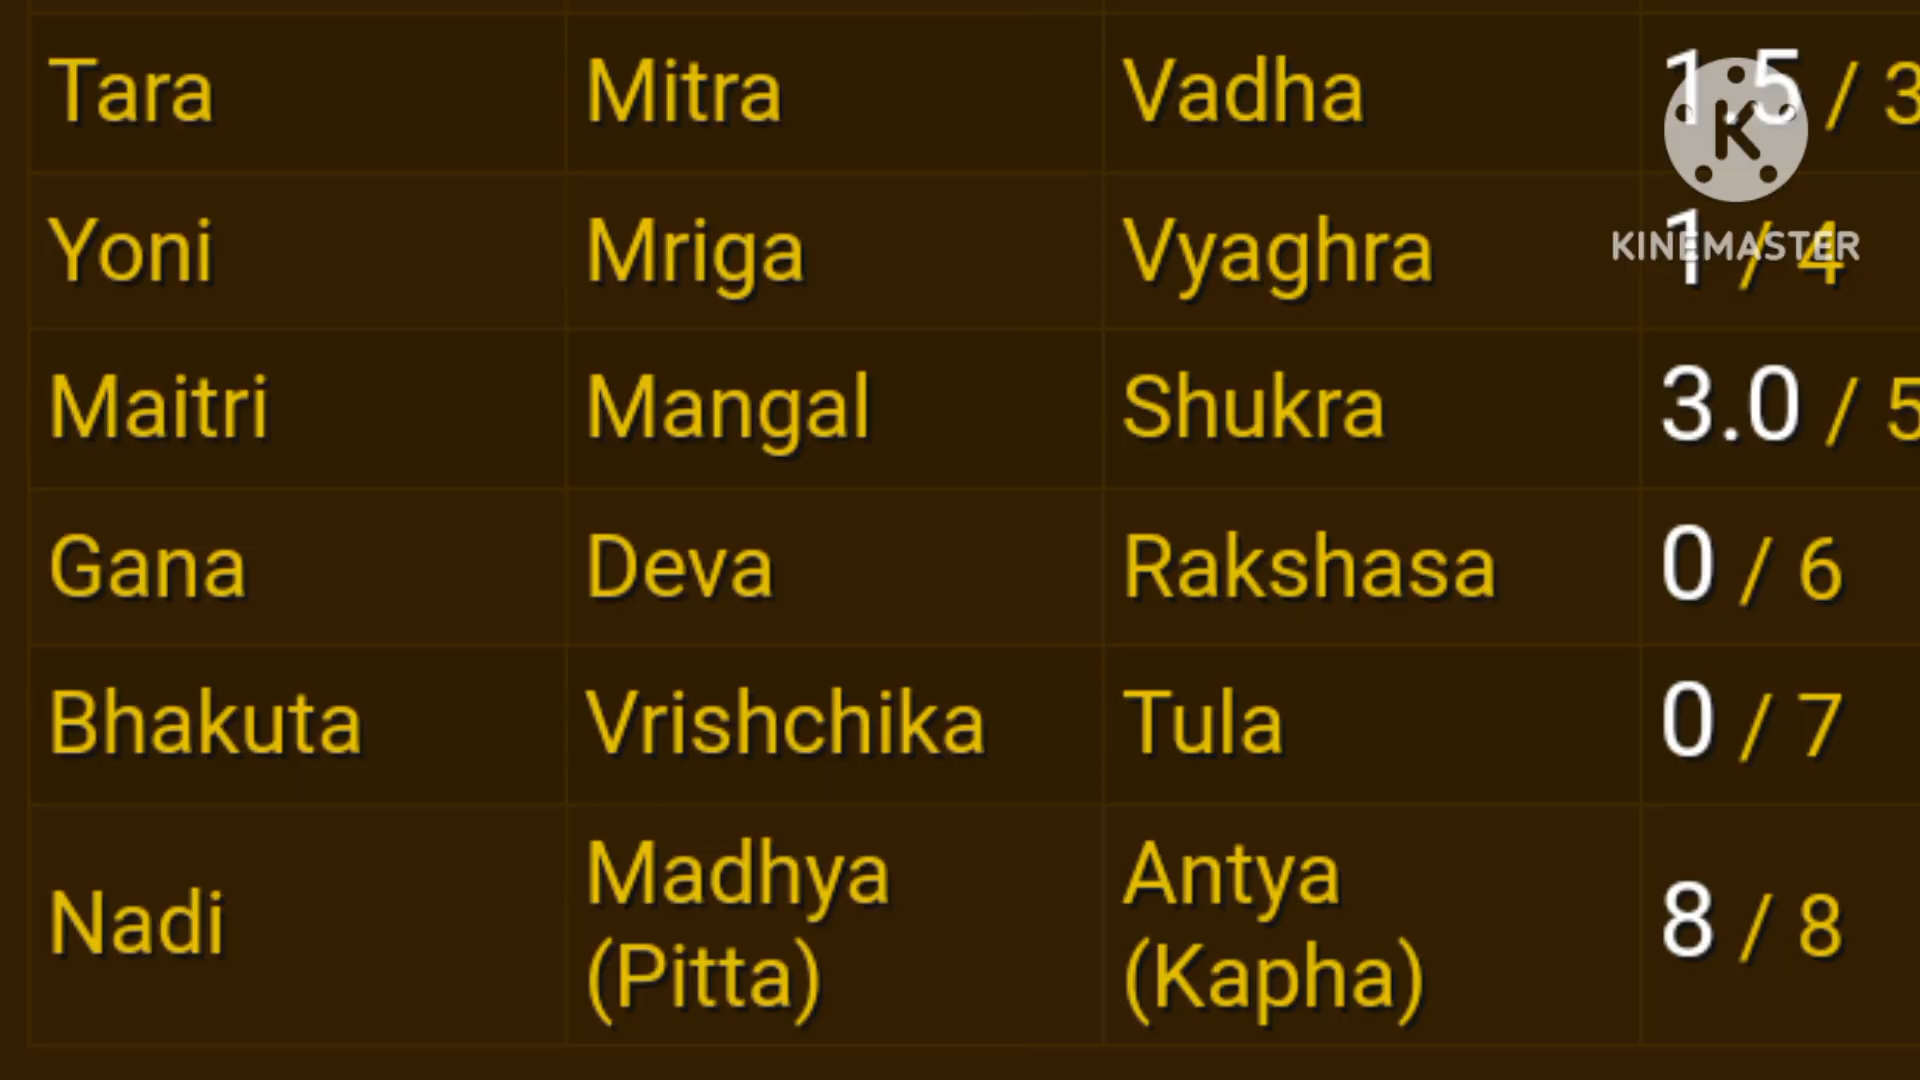 Tara Mitra Vadha 1.5 / 3
Yoni Mriga Vyaghra 1 / 4
K
KINEMASTER
Maitri Mangal Shukra 3.0 / 5
Gana Deva Rakshasa 0 / 6
Bhakuta Vrishchika Tula 0 / 7
Nadi Madhya (Pitta) Antya (Kapha) 8 / 8